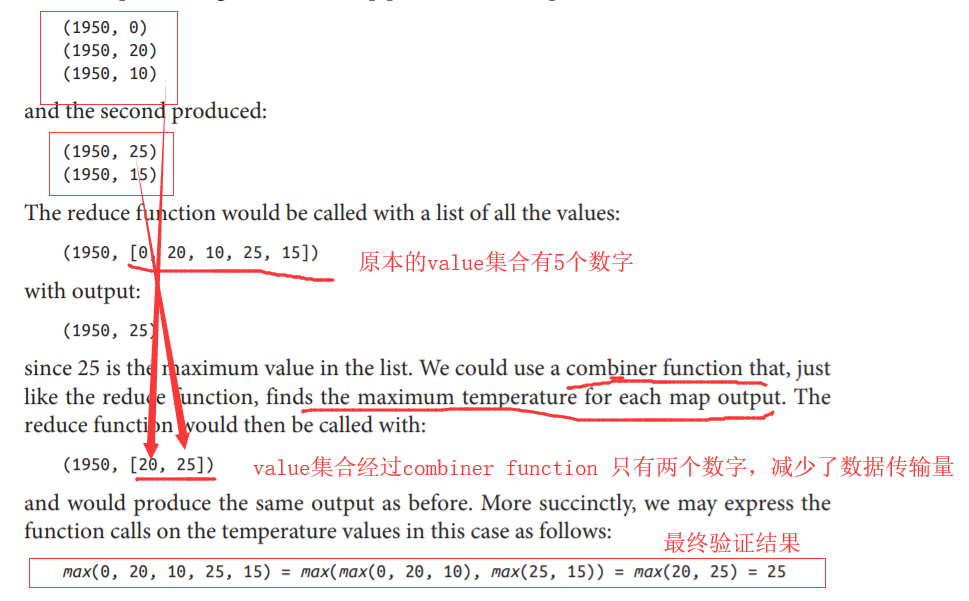 (1950, 0)
(1950, 20)
(1950, 10)
and the second produced:
(1950, 25)
(1950, 15)
The reduce function would be called with a list of all the values:
(1950, [0, 20, 10, 25, 15])
原本的value集合有5个数字
with output:
(1950, 25)
since 25 is the maximum value in the list. We could use a combiner function that, just
like the reduce function, finds the maximum temperature for each map output. The
reduce function would then be called with:
(1950, [20, 25])
value集合经过combiner function 只有两个数字，减少了数据传输量
and would produce the same output as before. More succinctly, we may express the
function calls on the temperature values in this case as follows:
最终验证结果
max(0, 20, 10, 25, 15) = max(max(0, 20, 10), max(25, 15)) = max(20, 25) = 25